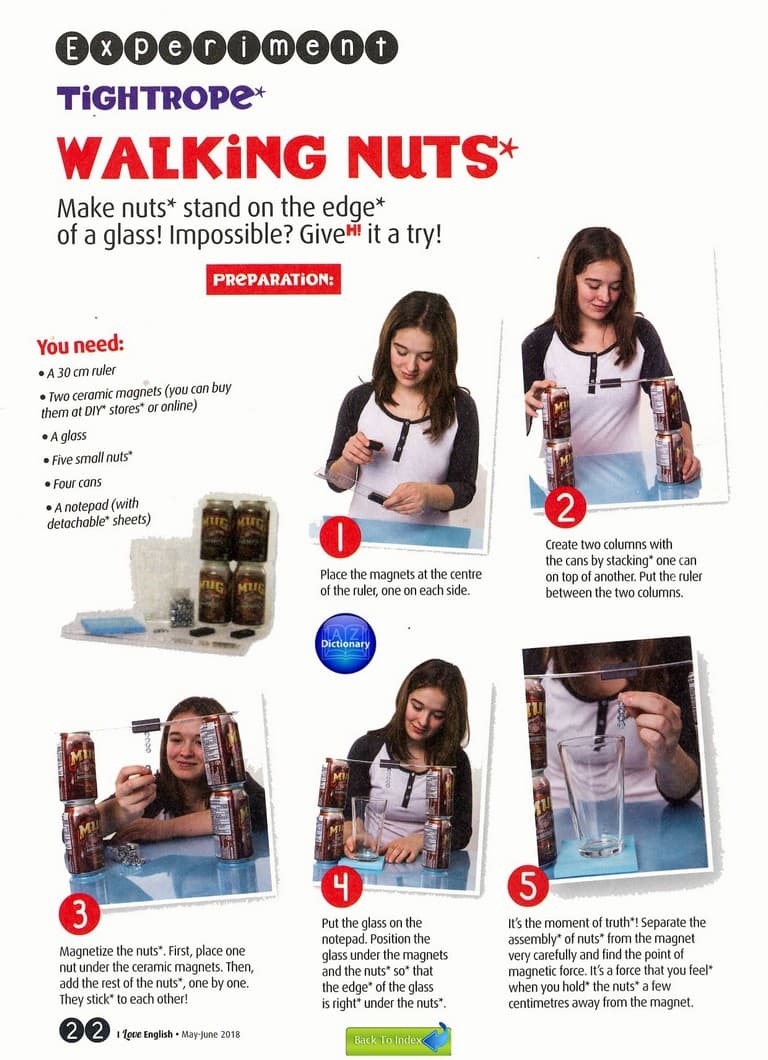 Experiment
TiGHTROPe*
WALKiNG NUTS*
Make nuts* stand on the edge*
of a glass! Impossible? GiveH! it a try!
PRePARATiON:
You need:
• A 30 cm ruler
• Two ceramic magnets (you can buy
them at DIY* stores* or online)
• A glass
• Five small nuts*
• Four cans
• A notepad (with
detachable* sheets)
MUG
MUG
MUG
MUG
1
Place the magnets at the centre
of the ruler, one on each side.
2
Create two columns with
the cans by stacking* one can
on top of another. Put the ruler
between the two columns.
A Z
Dictionary
3
Magnetize the nuts*. First, place one
nut under the ceramic magnets. Then,
add the rest of the nuts*, one by one.
They stick* to each other!
4
Put the glass on the
notepad. Position the
glass under the magnets
and the nuts* so* that
the edge* of the glass
is right* under the nuts*.
5
It's the moment of truth*! Separate the
assembly* of nuts* from the magnet
very carefully and find the point of
magnetic force. It's a force that you feel*
when you hold* the nuts* a few
centimetres away from the magnet.
22 I Love English • May-June 2018
Back To Index